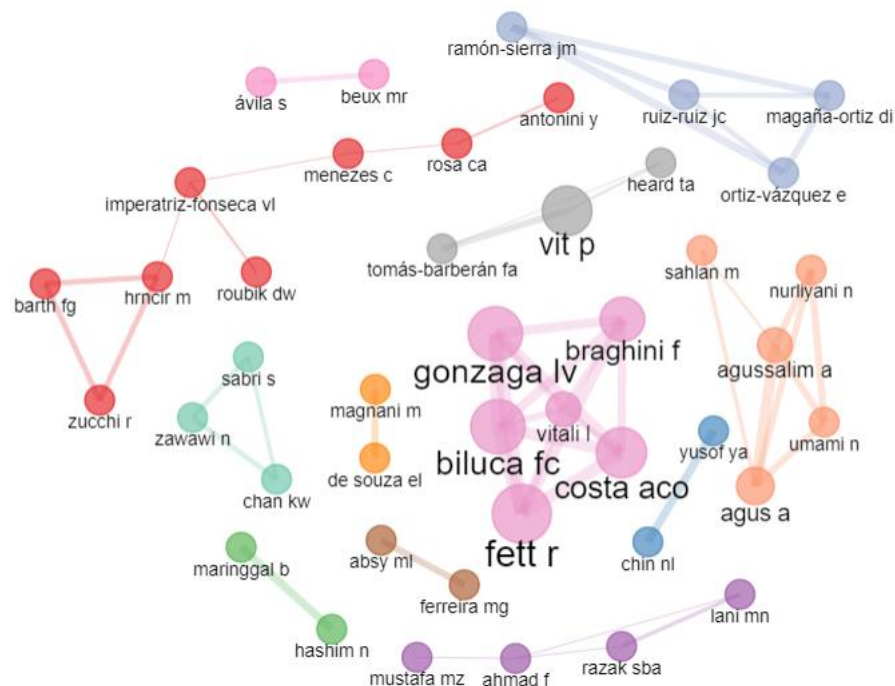 ramón-sierra jm
ávila s
beux mr
antonini y
ruiz-ruiz jc
magaña-ortiz di
rosa ca
menezes c
heard ta
ortiz-vázquez e
imperatriz-fonseca vl
vit p
tomás-barberán fa
sahlan m
nurliyani n
barth fg
hrncir m
roubik dw
gonzaga lv
braghini f
agussalim a
sabri s
magnani m
zucchi r
zawawi n
vitali l
umami n
yusof ya
biluca fc
de souza el
costa aco
chan kw
agus a
fett r
chin nl
absy ml
maringgal b
ferreira mg
lani mn
hashim n
mustafa mz
ahmad f
razak sba